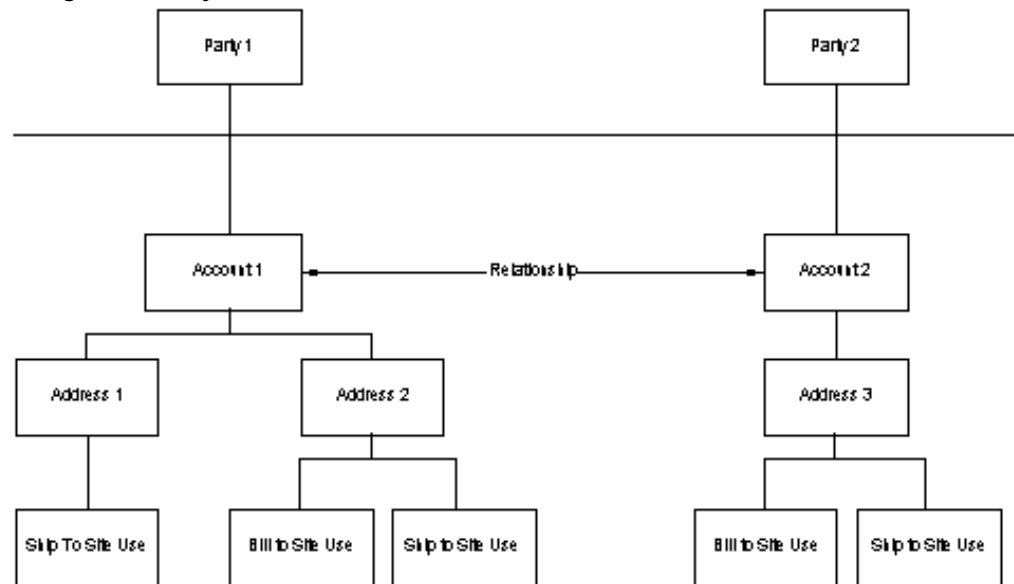 Party 1
Party 2
Account 1
Relationship
Account 2
Address 1
Address 2
Address 3
Ship To Site Use
Bill to Site Use
Ship to Site Use
Bill to Site Use
Ship to Site Use